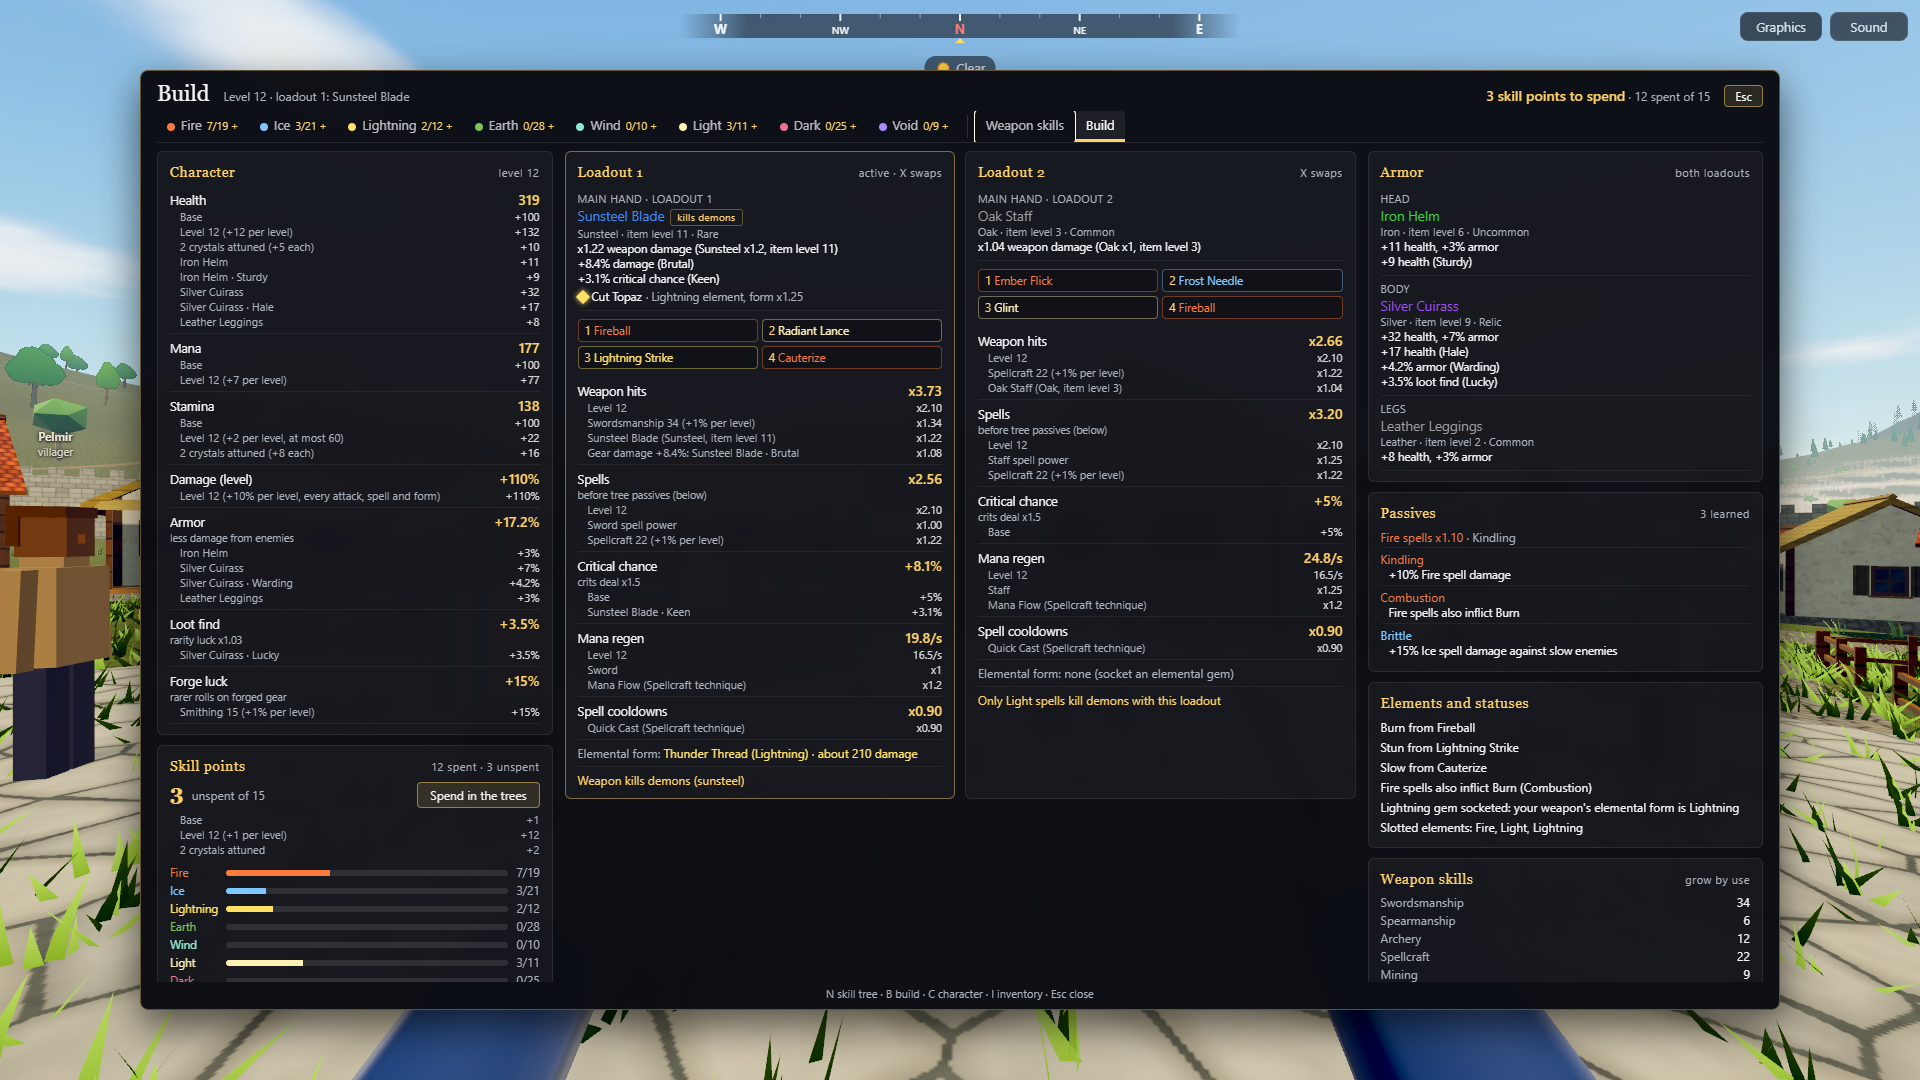 W
NW
N
NE
E
Graphics
Sound
Clear
Build
Level 12 · loadout 1: Sunsteel Blade
3 skill points to spend · 12 spent of 15
Esc
Fire 7/19 +
Ice 3/21 +
Lightning 2/12 +
Earth 0/28 +
Wind 0/10 +
Light 3/11 +
Dark 0/25 +
Void 0/9 +
Weapon skills
Build
Character
level 12
Health 319
Base +100
Level 12 (+12 per level) +132
2 crystals attuned (+5 each) +10
Iron Helm +11
Iron Helm · Sturdy +9
Silver Cuirass +32
Silver Cuirass · Hale +17
Leather Leggings +8
Mana 177
Base +100
Level 12 (+7 per level) +77
Stamina 138
Base +100
Level 12 (+2 per level, at most 60) +22
2 crystals attuned (+8 each) +16
Damage (level) +110%
Level 12 (+10% per level, every attack, spell and form) +110%
Armor +17.2%
less damage from enemies
Iron Helm +3%
Silver Cuirass +7%
Silver Cuirass · Warding +4.2%
Leather Leggings +3%
Loot find +3.5%
rarity luck x1.03
Silver Cuirass · Lucky +3.5%
Forge luck +15%
rarer rolls on forged gear
Smithing 15 (+1% per level) +15%
Skill points
12 spent · 3 unspent
3 unspent of 15
Spend in the trees
Base +1
Level 12 (+1 per level) +12
2 crystals attuned +2
Fire 7/19
Ice 3/21
Lightning 2/12
Earth 0/28
Wind 0/10
Light 3/11
Dark 0/25
Loadout 1
active · X swaps
MAIN HAND · LOADOUT 1
Sunsteel Blade kills demons
Sunsteel · item level 11 · Rare
x1.22 weapon damage (Sunsteel x1.2, item level 11)
+8.4% damage (Brutal)
+3.1% critical chance (Keen)
Cut Topaz · Lightning element, form x1.25
1 Fireball
2 Radiant Lance
3 Lightning Strike
4 Cauterize
Weapon hits x3.73
Level 12 x2.10
Swordsmanship 34 (+1% per level) x1.34
Sunsteel Blade (Sunsteel, item level 11) x1.22
Gear damage +8.4%: Sunsteel Blade · Brutal x1.08
Spells x2.56
before tree passives (below)
Level 12 x2.10
Sword spell power x1.00
Spellcraft 22 (+1% per level) x1.22
Critical chance +8.1%
crits deal x1.5
Base +5%
Sunsteel Blade · Keen +3.1%
Mana regen 19.8/s
Level 12 16.5/s
Sword x1
Mana Flow (Spellcraft technique) x1.2
Spell cooldowns x0.90
Quick Cast (Spellcraft technique) x0.90
Elemental form: Thunder Thread (Lightning) · about 210 damage
Weapon kills demons (sunsteel)
Loadout 2
X swaps
MAIN HAND · LOADOUT 2
Oak Staff
Oak · item level 3 · Common
x1.04 weapon damage (Oak x1, item level 3)
1 Ember Flick
2 Frost Needle
3 Glint
4 Fireball
Weapon hits x2.66
Level 12 x2.10
Spellcraft 22 (+1% per level) x1.22
Oak Staff (Oak, item level 3) x1.04
Spells x3.20
before tree passives (below)
Level 12 x2.10
Staff spell power x1.25
Spellcraft 22 (+1% per level) x1.22
Critical chance +5%
crits deal x1.5
Base +5%
Mana regen 24.8/s
Level 12 16.5/s
Staff x1.25
Mana Flow (Spellcraft technique) x1.2
Spell cooldowns x0.90
Quick Cast (Spellcraft technique) x0.90
Elemental form: none (socket an elemental gem)
Only Light spells kill demons with this loadout
Armor
both loadouts
HEAD
Iron Helm
Iron · item level 6 · Uncommon
+11 health, +3% armor
+9 health (Sturdy)
BODY
Silver Cuirass
Silver · item level 9 · Relic
+32 health, +7% armor
+17 health (Hale)
+4.2% armor (Warding)
+3.5% loot find (Lucky)
LEGS
Leather Leggings
Leather · item level 2 · Common
+8 health, +3% armor
Passives
3 learned
Fire spells x1.10 · Kindling
Kindling
+10% Fire spell damage
Combustion
Fire spells also inflict Burn
Brittle
+15% Ice spell damage against slow enemies
Elements and statuses
Burn from Fireball
Stun from Lightning Strike
Slow from Cauterize
Fire spells also inflict Burn (Combustion)
Lightning gem socketed: your weapon's elemental form is Lightning
Slotted elements: Fire, Light, Lightning
Weapon skills
grow by use
Swordsmanship 34
Spearmanship 6
Archery 12
Spellcraft 22
Mining 9
N skill tree · B build · C character · I inventory · Esc close
Pelmir
villager